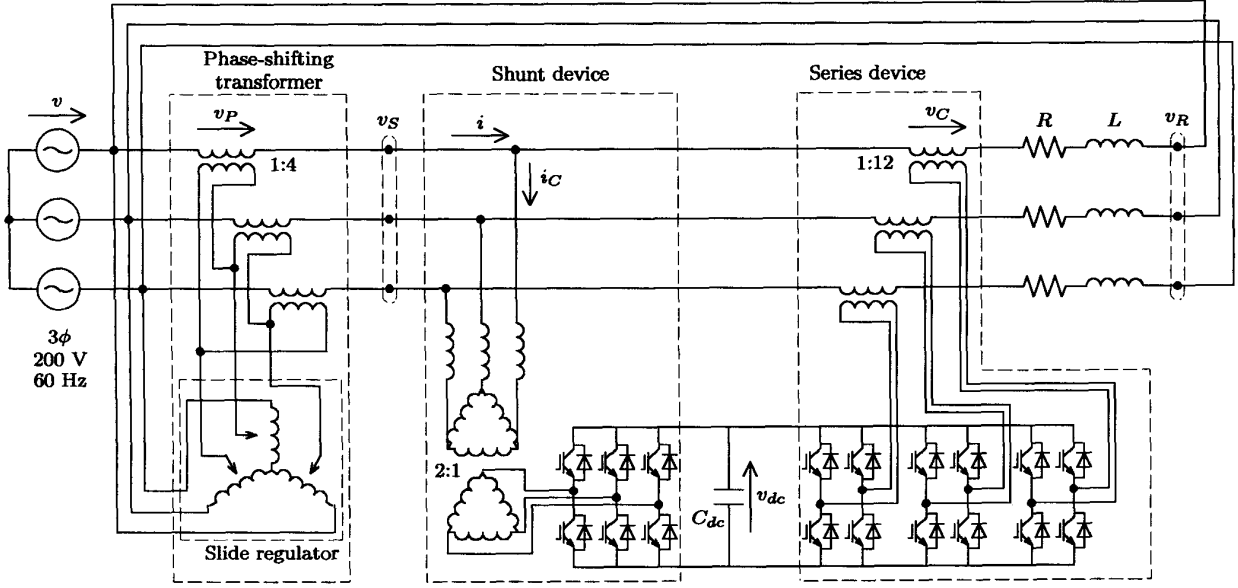 Phase-shifting
transformer
Shunt device
Series device
v
v_P
v_S
i
v_C
R
L
v_R
1:4
i_C
1:12
3ϕ
200 V
60 Hz
2:1
C_dc
v_dc
Slide regulator